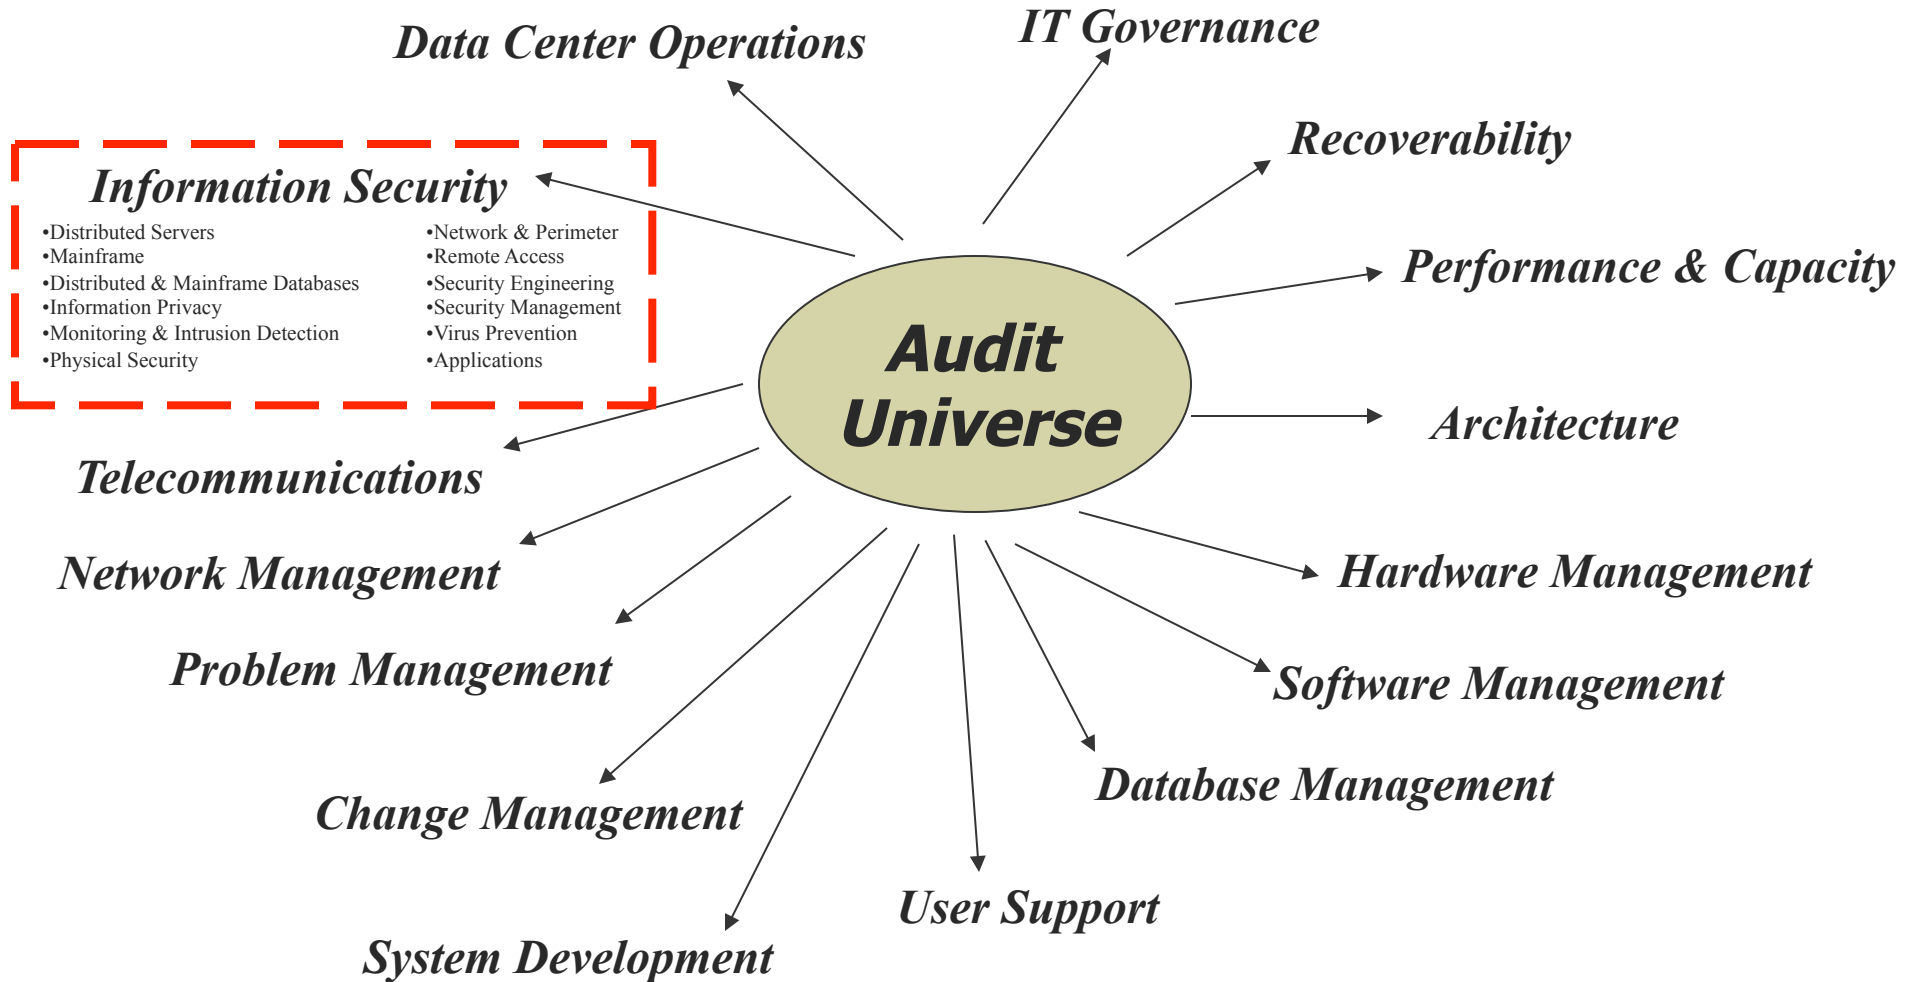 IT Governance
Data Center Operations
Recoverability
Information Security
•Distributed Servers
•Mainframe
•Distributed & Mainframe Databases
•Information Privacy
•Monitoring & Intrusion Detection
•Physical Security
•Network & Perimeter
•Remote Access
•Security Engineering
•Security Management
•Virus Prevention
•Applications
Performance & Capacity
Audit
Universe
Architecture
Telecommunications
Network Management
Hardware Management
Problem Management
Software Management
Database Management
Change Management
User Support
System Development